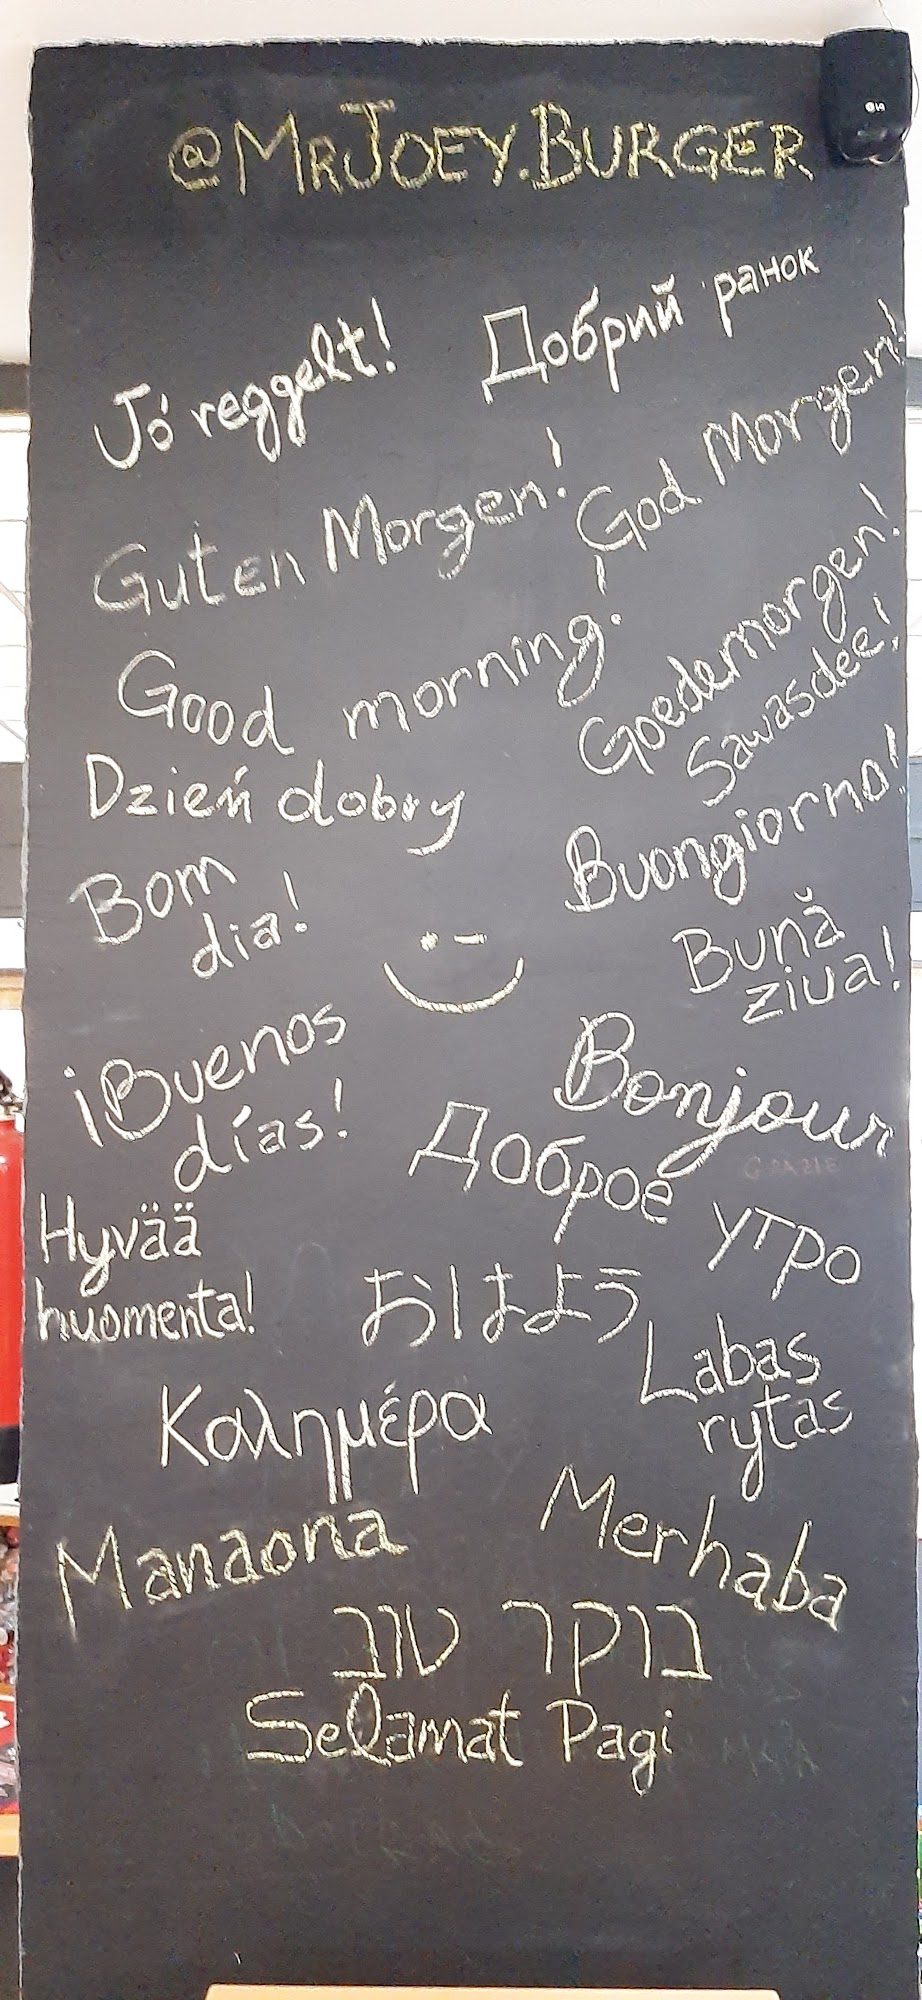 @MRJOEY.BURGER
Jó reggelt!
Добрий ранок
Guten Morgen!
God Morgen!
Good morning!
Goedemorgen!
Sawasdee!
Dzień dobry
Buongiorno!
Bom
dia!
Bună
ziua!
¡Buenos
días!
Bonjour
GRAZIE
Доброе
утро
Hyvää
huomenta!
おはよう
Labas
rytas
Καλημέρα
Manaona
Merhaba
בוקר טוב
Selamat Pagi